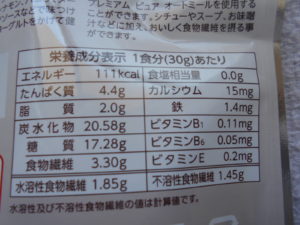 プレミアム ピュア オートミールを使用する
ことができます。シチューやスープ、お味噌
汁などに加え、おいしく食物繊維を摂る事
栄養成分表示 1食分(30g)あたり
エネルギー 111kcal 食塩相当量 0.0g
たんぱく質 4.4g カルシウム 15mg
脂質 2.0g 鉄 1.4mg
炭水化物 20.58g ビタミンB1 0.11mg
糖質 17.28g ビタミンB6 0.05mg
食物繊維 3.30g ビタミンE 0.2mg
水溶性食物繊維 1.85g 不溶性食物繊維 1.45g
水溶性及び不溶性食物繊維の値は計算値です。